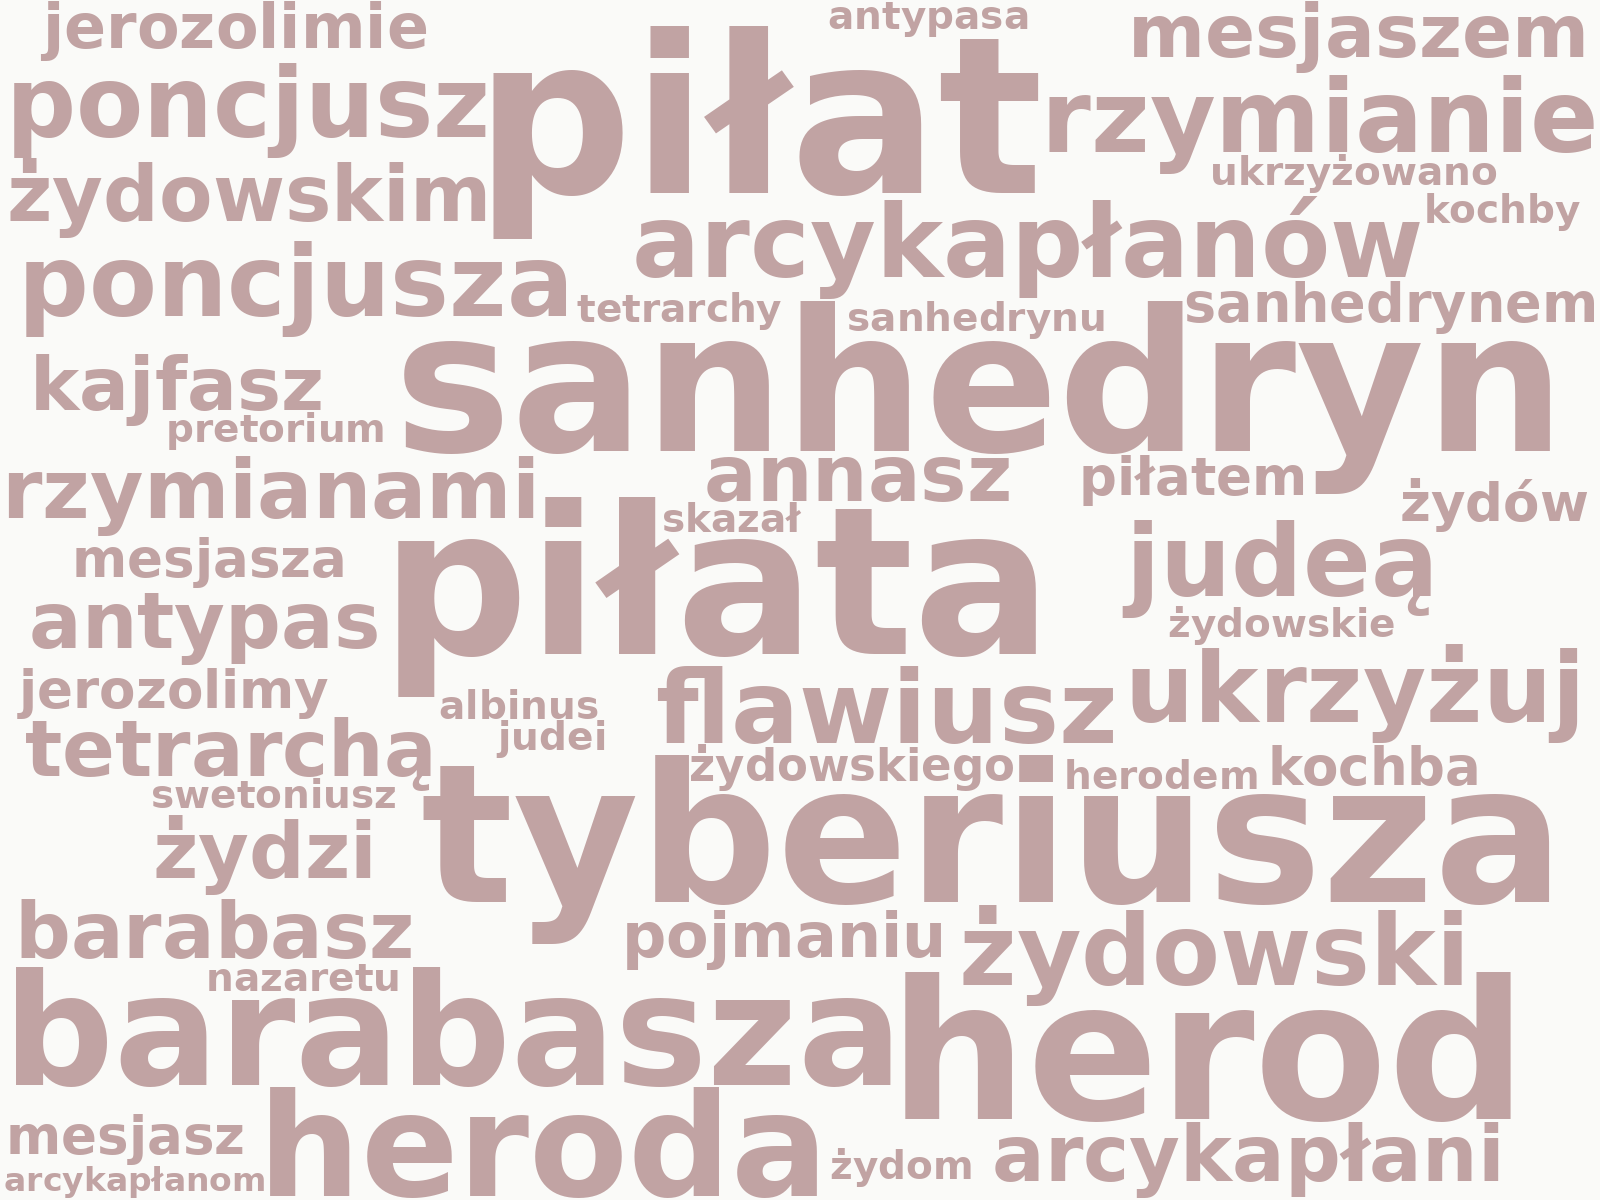 jerozolimie
antypasa
mesjaszem
piłat
poncjusz
rzymianie
żydowskim
ukrzyżowano
kochby
arcykapłanów
poncjusza
tetrarchy
sanhedrynu
sanhedrynem
sanhedryn
kajfasz
pretorium
rzymianami
annasz
piłatem
żydów
skazał
mesjasza
piłata
judeą
antypas
żydowskie
jerozolimy
albinus
flawiusz
ukrzyżuj
tetrarchą
judei
żydowskiego
herodem
kochba
swetoniusz
tyberiusza
żydzi
barabasz
pojmaniu
żydowski
nazaretu
barabasza
herod
mesjasz
heroda
żydom
arcykapłani
arcykapłanom